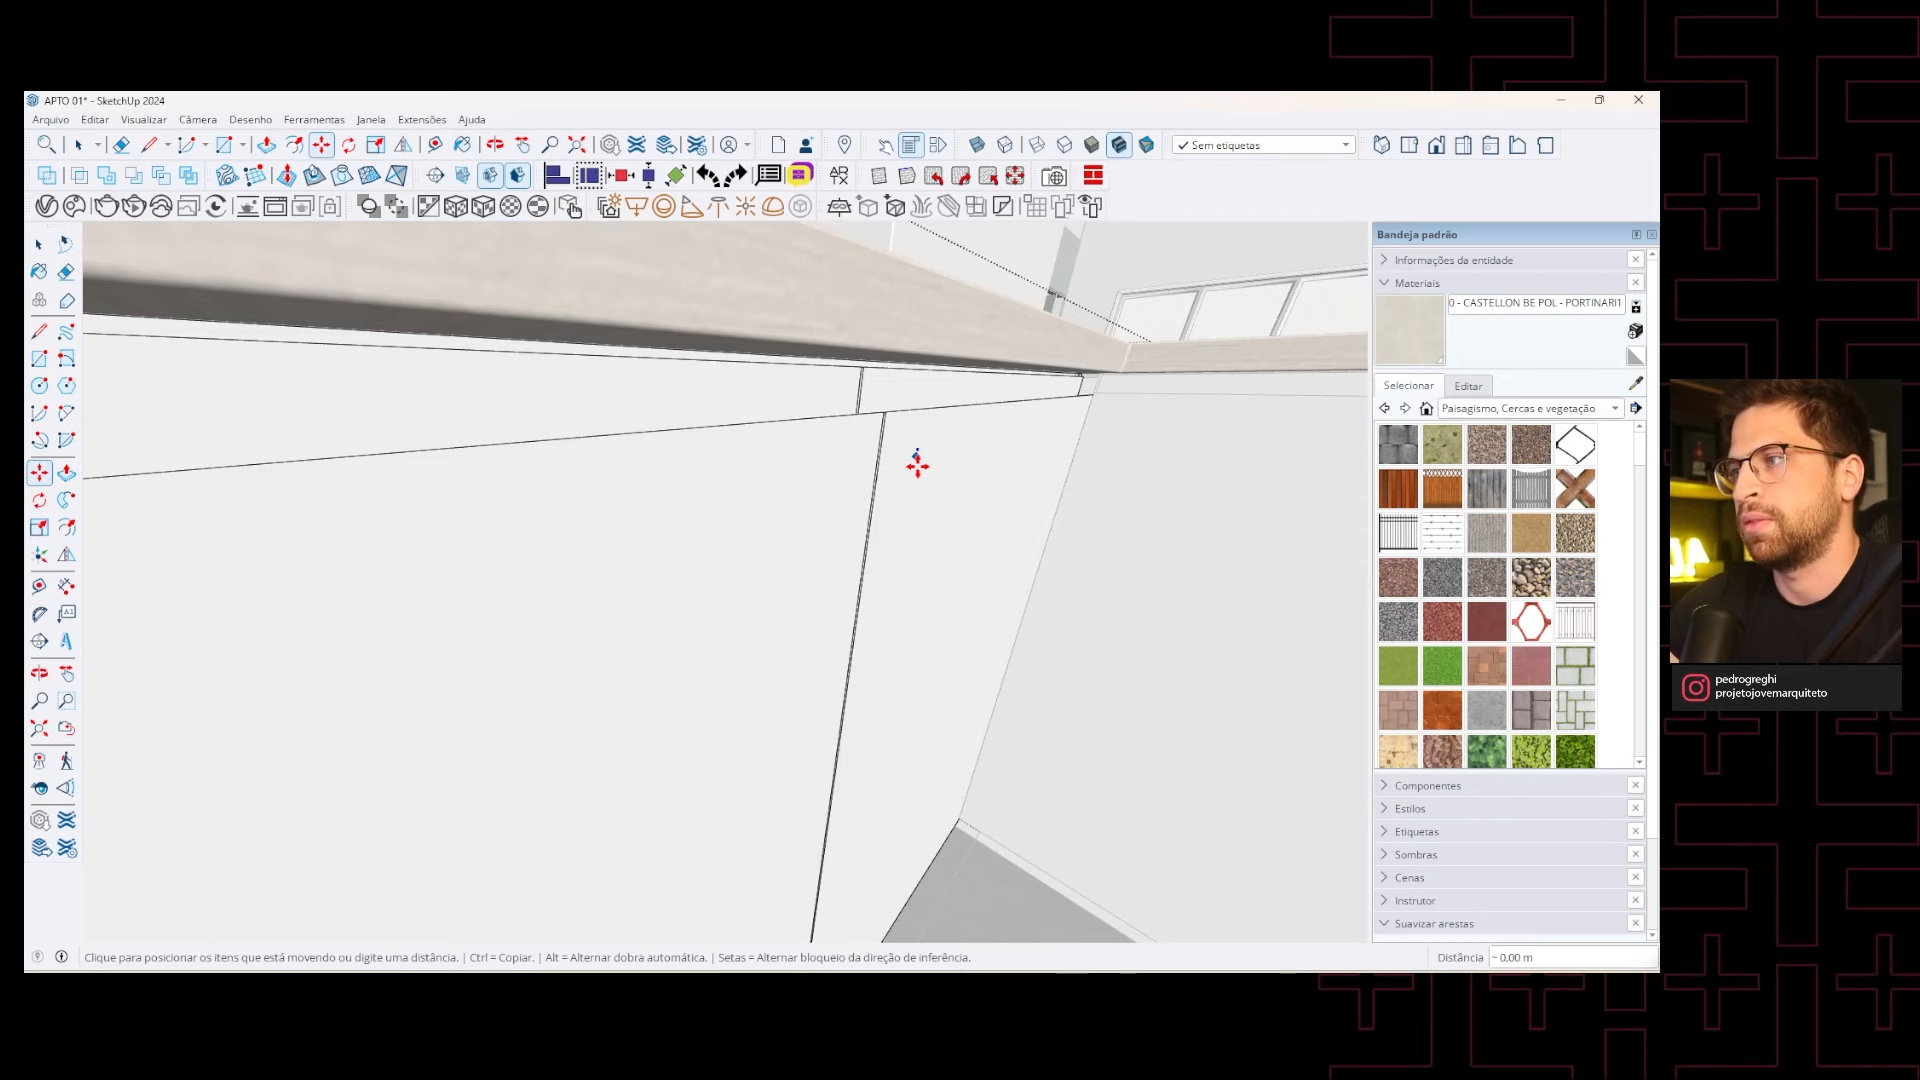 APTO 01* - SketchUp 2024
Arquivo Editar Visualizar Câmera Desenho Ferramentas Janela Extensões Ajuda
Sem etiquetas
AR
Bandeja padrão
Informações da entidade
Materiais
0 - CASTELLON BE POL - PORTINARI1
Selecionar Editar
Paisagismo, Cercas e vegetação
A1
A
Componentes
Estilos
Etiquetas
Sombras
Cenas
Instrutor
Suavizar arestas
Clique para posicionar os itens que está movendo ou digite uma distância. | Ctrl = Copiar. | Alt = Alternar dobra automática. | Setas = Alternar bloqueio da direção de inferência.
Distância ~ 0.00 m
pedrogreghi
projetojovemarquiteto